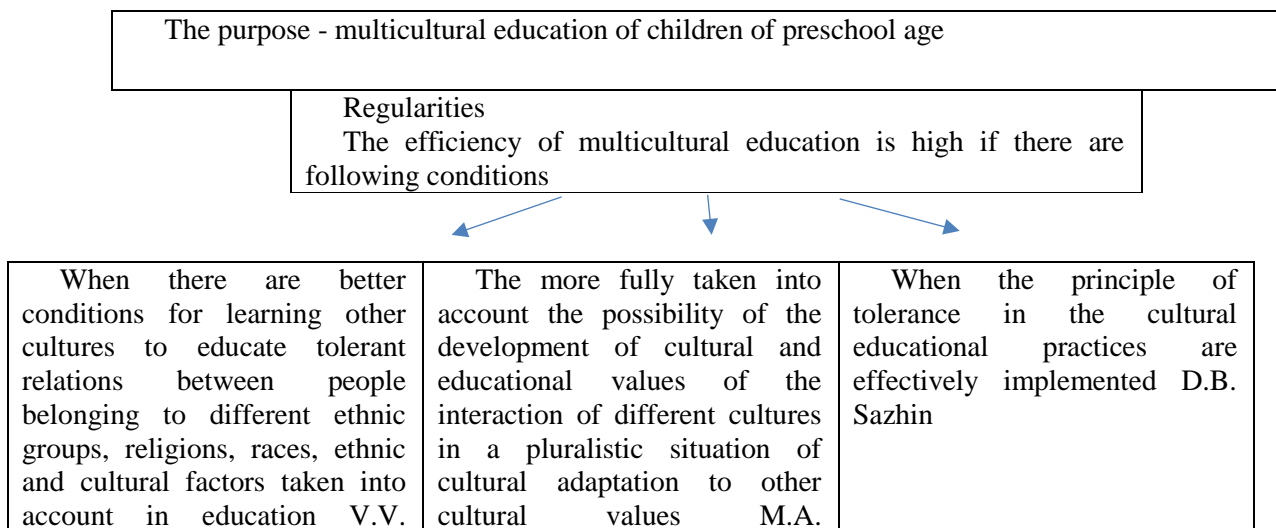 The purpose - multicultural education of children of preschool age
Regularities
The efficiency of multicultural education is high if there are
following conditions
When there are better
conditions for learning other
cultures to educate tolerant
relations between people
belonging to different ethnic
groups, religions, races, ethnic
and cultural factors taken into
account in education V.V.
The more fully taken into
account the possibility of the
development of cultural and
educational values of the
interaction of different cultures
in a pluralistic situation of
cultural adaptation to other
cultural values M.A.
When the principle of
tolerance in the cultural
educational practices are
effectively implemented D.B.
Sazhin